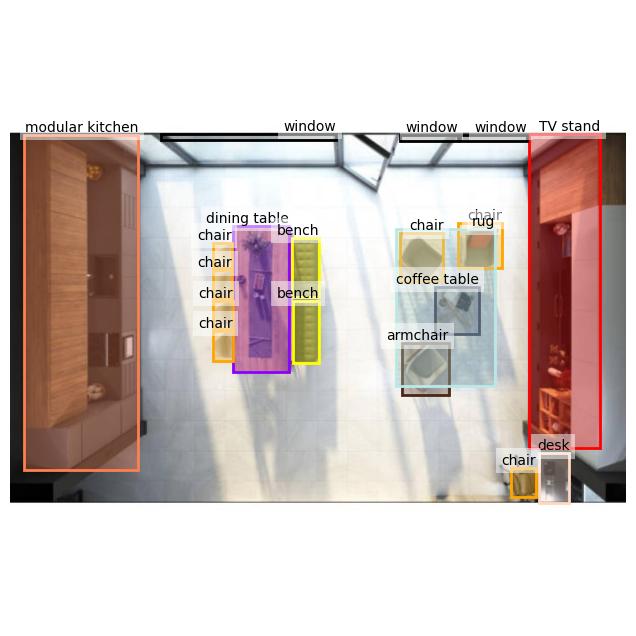 modular kitchen
window
window
window
TV stand
dining table
chair
bench
chair
chair
rug
chair
coffee table
chair
bench
chair
armchair
desk
chair